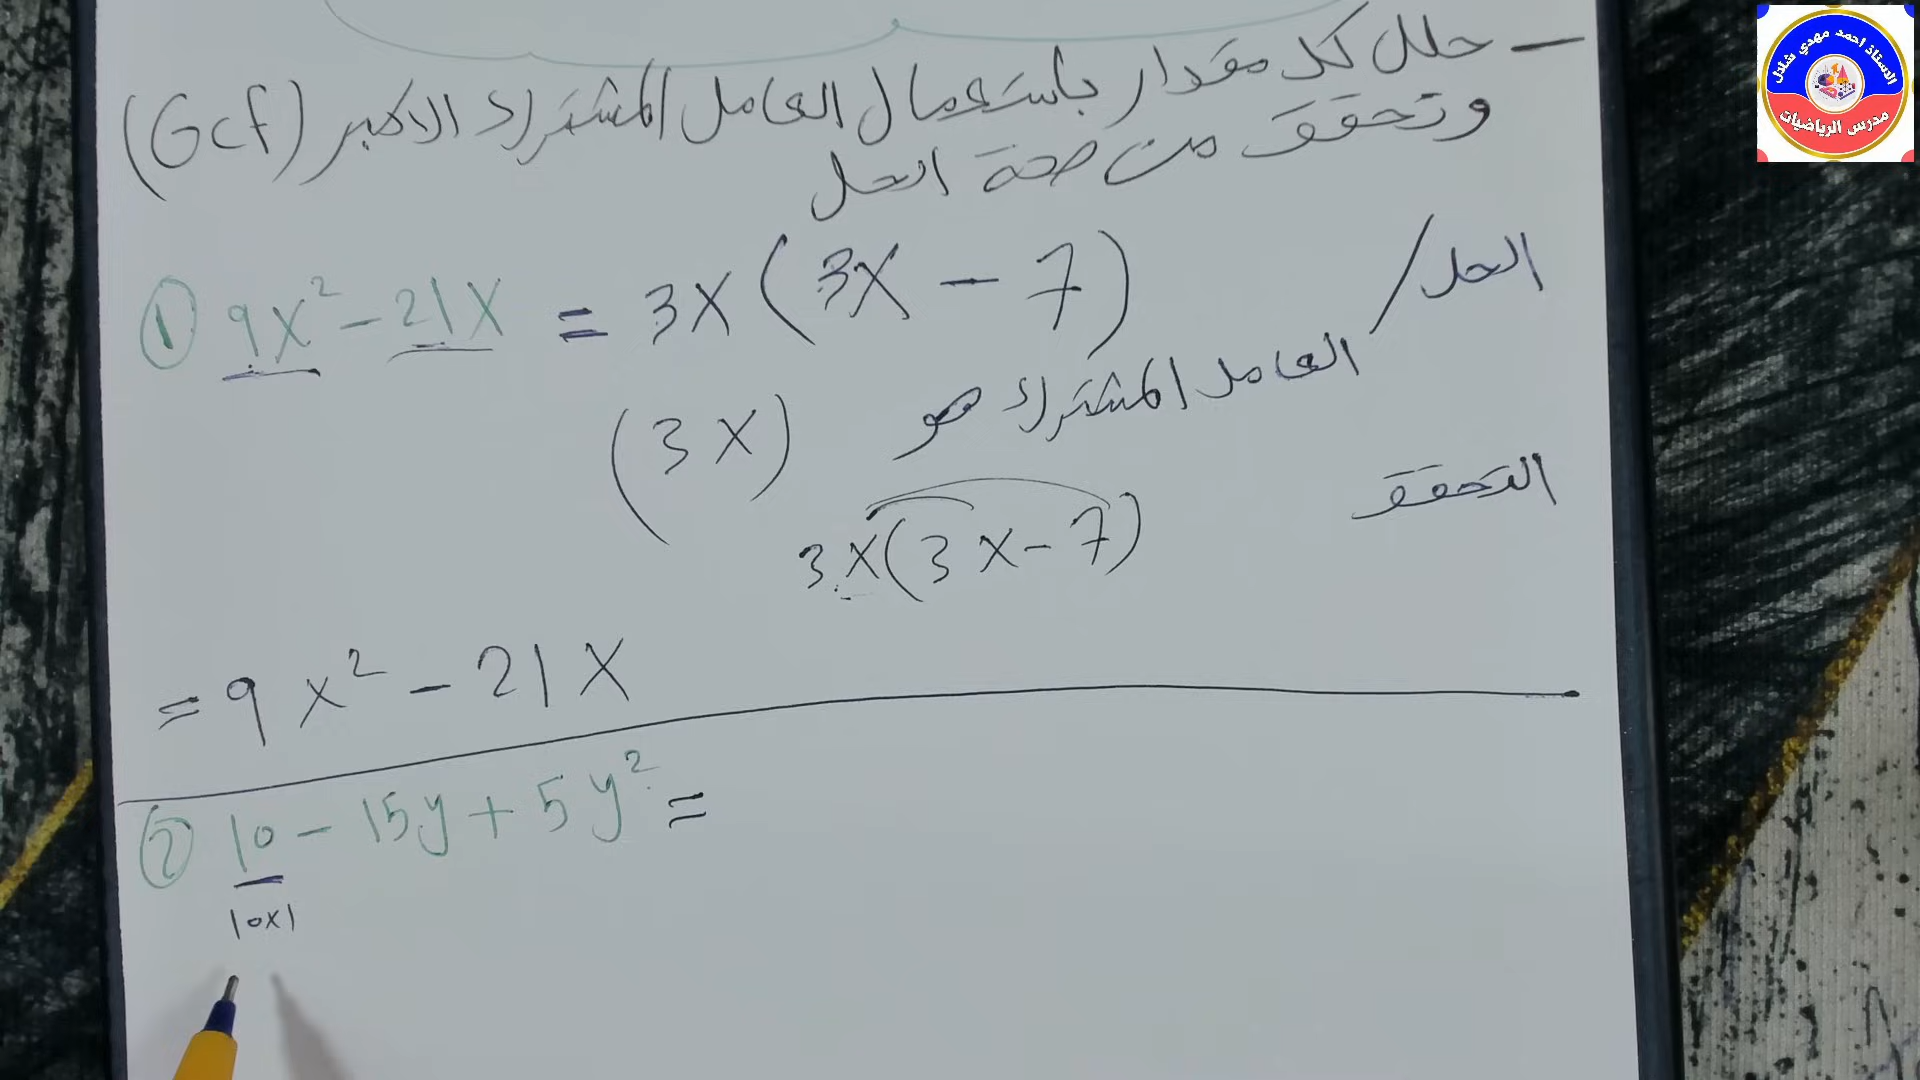 – حلل كل مقدار باستعمال العامل المشترك الاكبر (Gcf)
وتحقق من صحة الحل
الحل/
① 9x² - 21x = 3x(3x - 7)
العامل المشترك هو (3x)
التحقق
3x(3x - 7)
= 9x² - 21x
② 10 - 15y + 5y² =
10x1
الاستاذ احمد مهدي شلال
مدرس الرياضيات